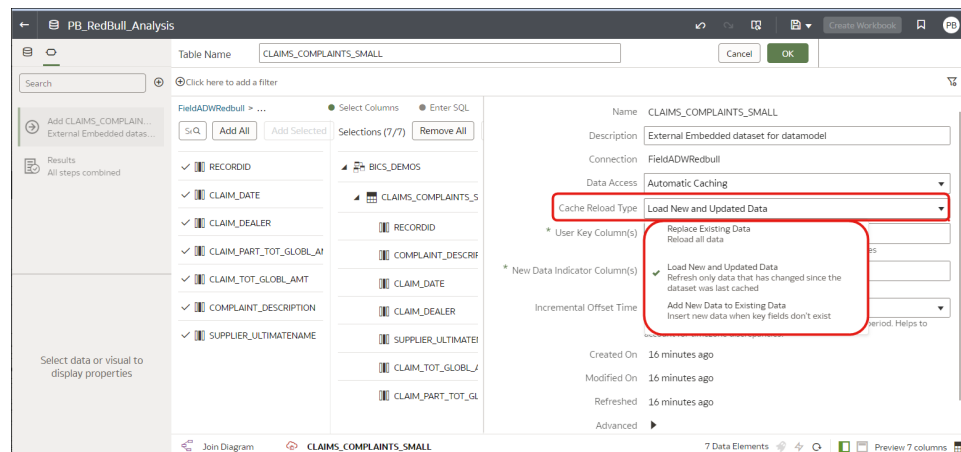 PB_RedBull_Analysis
Create Workbook
PB
Table Name
CLAIMS_COMPLAINTS_SMALL
Cancel
OK
Search
Click here to add a filter
Add CLAIMS_COMPLAIN...
External Embedded datas...
Results
All steps combined
Select data or visual to
display properties
FieldADWRedbull > ...
Select Columns
Enter SQL
Add All
Add Selected
Selections (7/7)
Remove All
RECORDID
CLAIM_DATE
CLAIM_DEALER
CLAIM_PART_TOT_GLOBL_AM
CLAIM_TOT_GLOBL_AMT
COMPLAINT_DESCRIPTION
SUPPLIER_ULTIMATENAME
BICS_DEMOS
CLAIMS_COMPLAINTS_S
RECORDID
COMPLAINT_DESCRIP
CLAIM_DATE
CLAIM_DEALER
SUPPLIER_ULTIMATEN
CLAIM_TOT_GLOBL_A
CLAIM_PART_TOT_GL
Name CLAIMS_COMPLAINTS_SMALL
Description External Embedded dataset for datamodel
Connection FieldADWRedbull
Data Access Automatic Caching
Cache Reload Type Load New and Updated Data
* User Key Column(s)
Replace Existing Data
Reload all data
* New Data Indicator Column(s)
Load New and Updated Data
Refresh only data that has changed since the
dataset was last cached
Incremental Offset Time
Add New Data to Existing Data
Insert new data when key fields don't exist
period. Helps to
Created On 16 minutes ago
Modified On 16 minutes ago
Refreshed 16 minutes ago
Advanced
Join Diagram
CLAIMS_COMPLAINTS_SMALL
7 Data Elements
Preview 7 columns